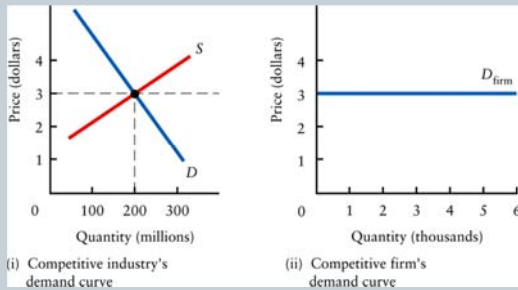 Price (dollars)
4
3
2
1
0
100 200 300
S
D
Quantity (millions)
(i) Competitive industry's
demand curve
Price (dollars)
4
3
2
1
0
1 2 3 4 5 6
D firm
Quantity (thousands)
(ii) Competitive firm's
demand curve